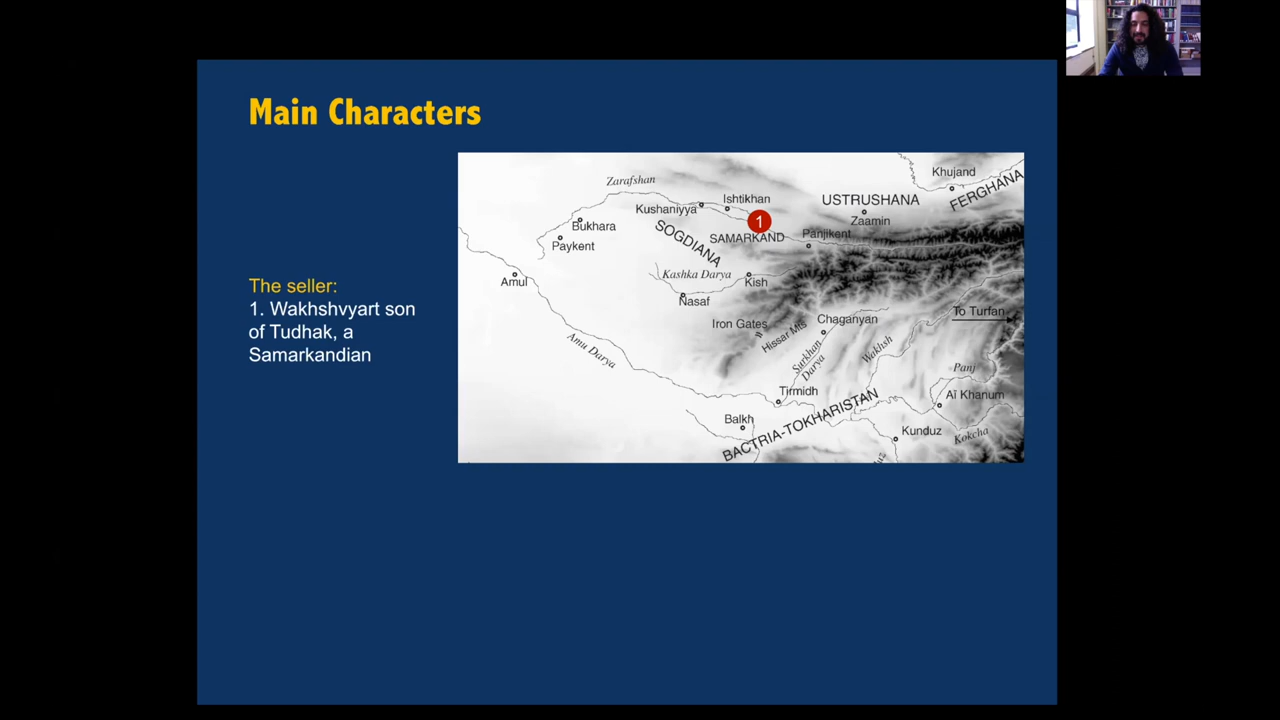 Main Characters
The seller:
1. Wakhshvyart son
of Tudhak, a
Samarkandian
Khujand
Zarafshan
FERGHANA
Ishtikhan
USTRUSHANA
Kushaniyya
1
Zaamin
Bukhara
SOGDIANA
SAMARKAND
Panjikent
Paykent
Kashka Darya
Amul
Kish
Nasaf
To Turfan
Iron Gates
Chaganyan
Hissar Mts
Amu Darya
Surkhan
Darya
Wakhsh
Panj
Tirmidh
Aï Khanum
BACTRIA-TOKHARISTAN
Balkh
Kunduz
Kokcha
uz